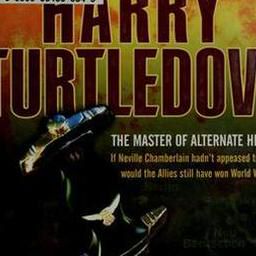 HARRY
TURTLEDOV
THE MASTER OF ALTERNATE HI
If Neville Chamberlain hadn't appeased
would the Allies still have won World W